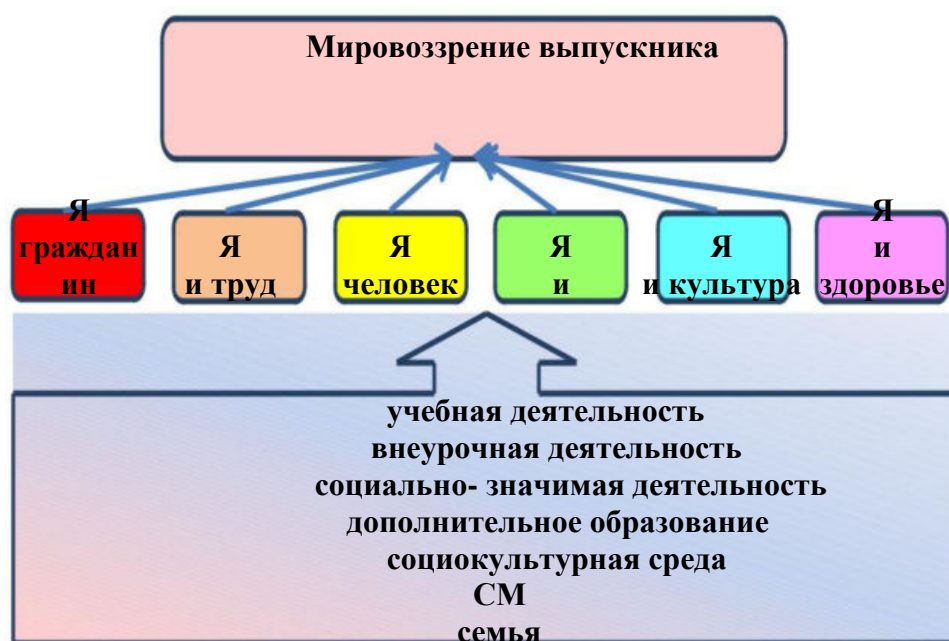 Мировоззрение выпускника
Я
граждан
ин
Я
и труд
Я
человек
Я
и
Я
и культура
Я
и
здоровье
учебная деятельность
внеурочная деятельность
социально- значимая деятельность
дополнительное образование
социокультурная среда
СМ
семья